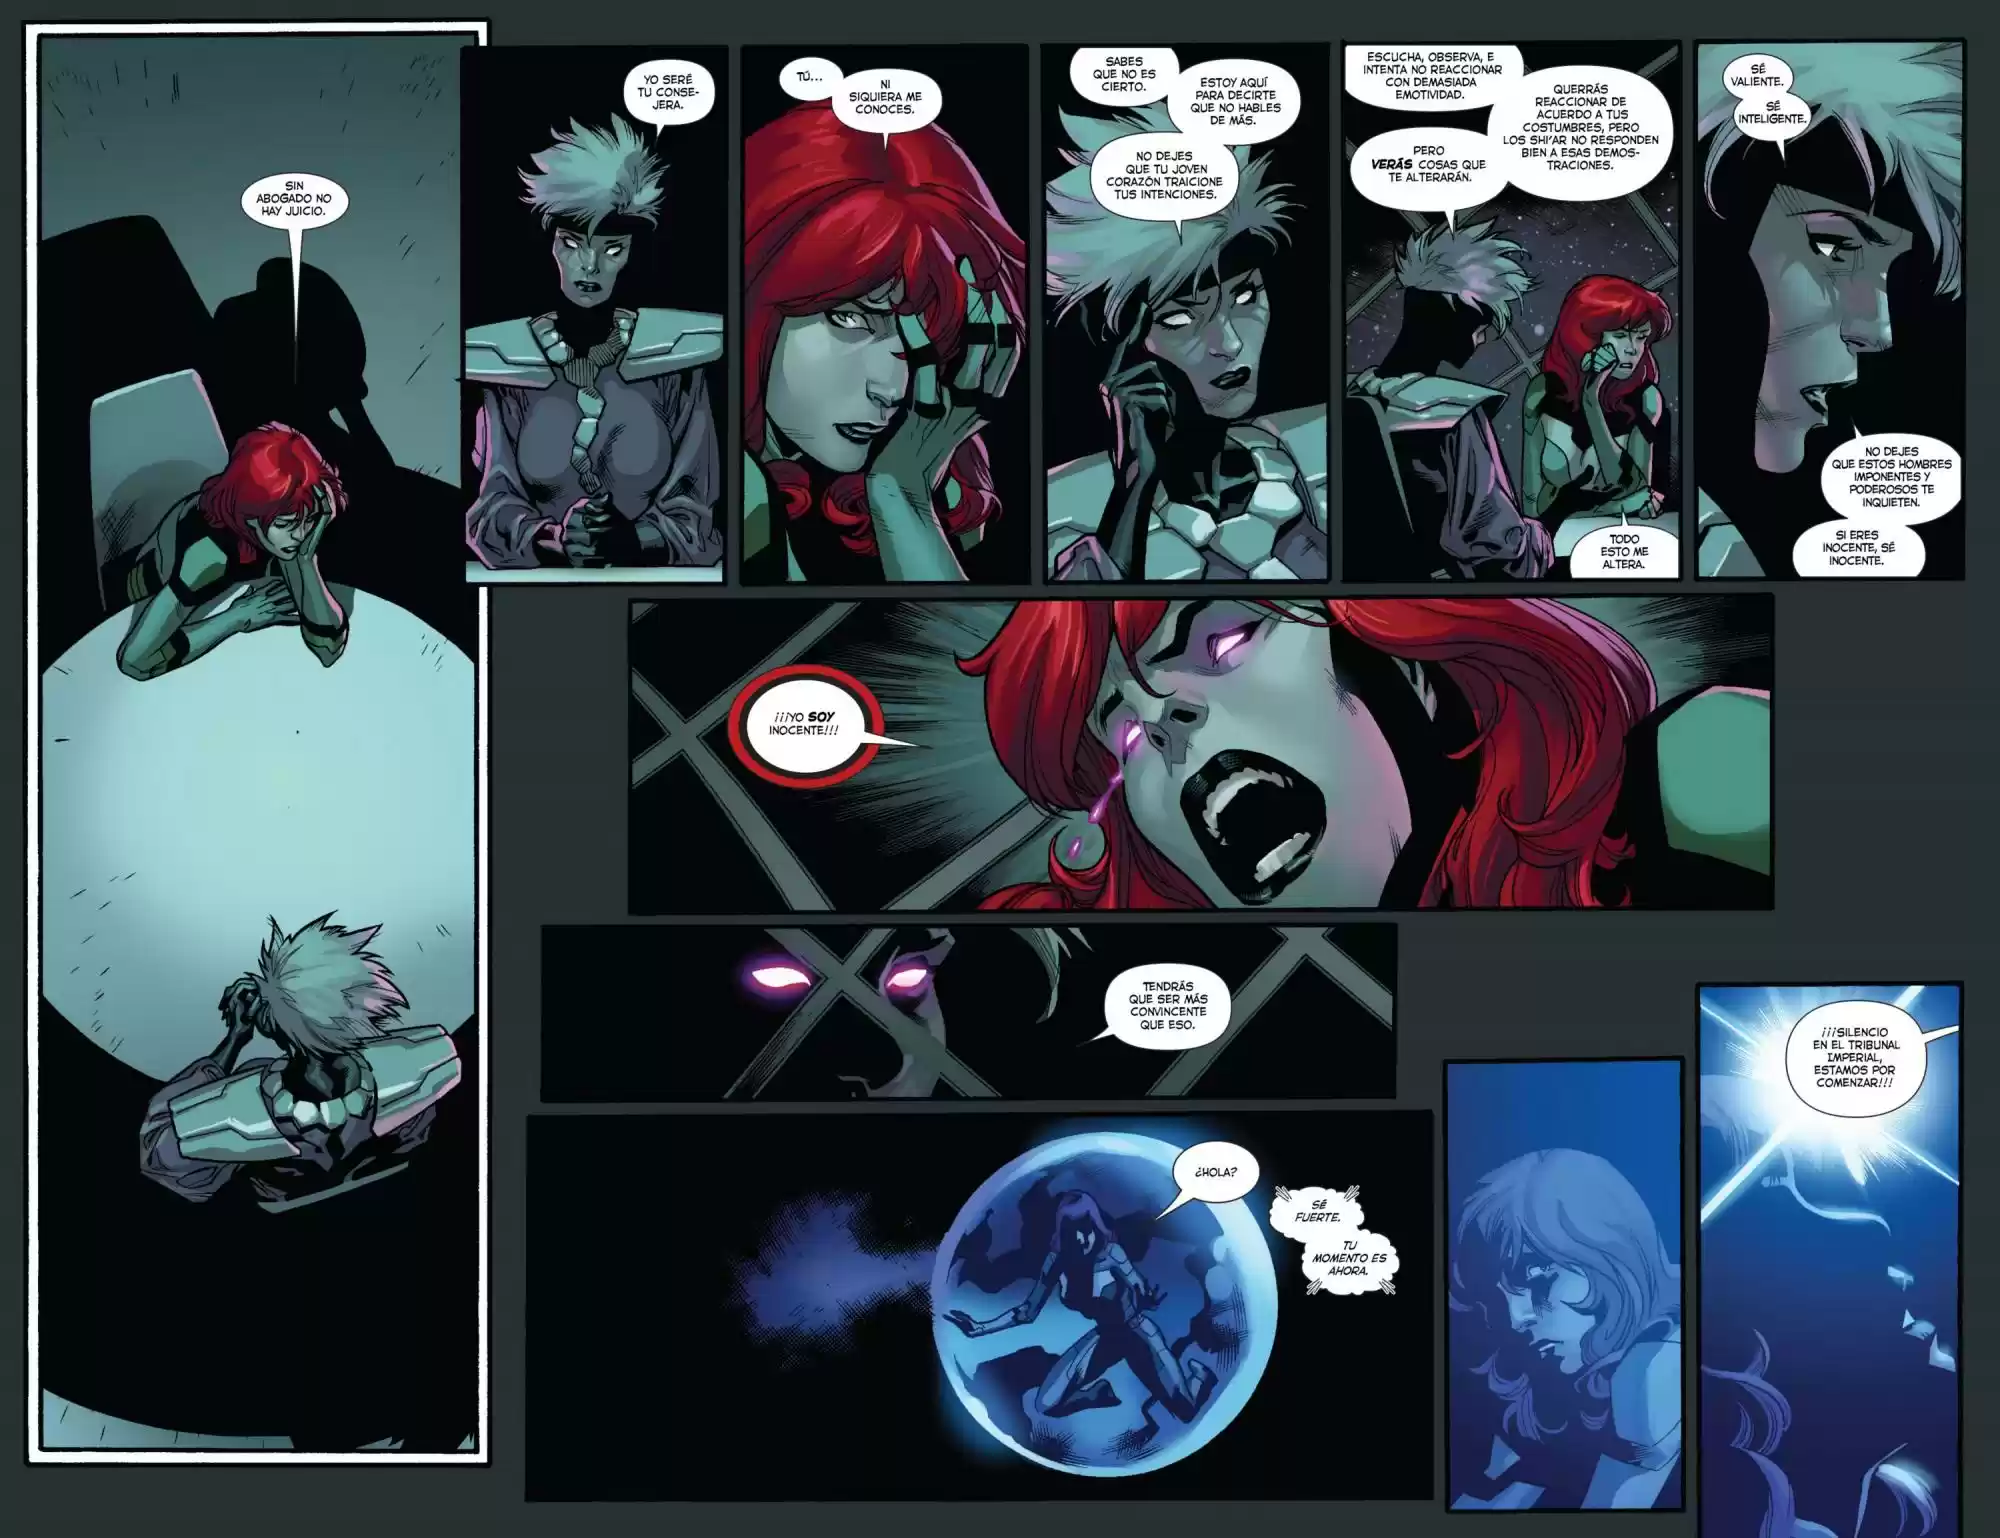 SIN
ABOGADO NO
HAY JUICIO.
YO SERÉ
TU CONSE-
JERA.
TÚ...
NI
SIQUIERA ME
CONOCES.
SABES
QUE NO ES
CIERTO.
ESTOY AQUÍ
PARA DECIRTE
QUE NO HABLES
DE MÁS.
NO DEJES
QUE TU JOVEN
CORAZÓN TRAICIONE
TUS INTENCIONES.
ESCUCHA, OBSERVA, E
INTENTA NO REACCIONAR
CON DEMASIADA
EMOTIVIDAD.
QUERRÁS
REACCIONAR DE
ACUERDO A TUS
COSTUMBRES, PERO
LOS SHI'AR NO RESPONDEN
BIEN A ESAS DEMOS-
TRACIONES.
PERO
VERÁS COSAS QUE
TE ALTERARÁN.
TODO
ESTO ME
ALTERA.
SÉ
VALIENTE.
SÉ
INTELIGENTE.
NO DEJES
QUE ESTOS HOMBRES
IMPONENTES Y
PODEROSOS TE
INQUIETEN.
SI ERES
INOCENTE, SÉ
INOCENTE.
¡¡¡YO SOY
INOCENTE!!!
TENDRÁS
QUE SER MÁS
CONVINCENTE
QUE ESO.
¿HOLA?
SÉ
FUERTE.
TU
MOMENTO ES
AHORA.
¡¡¡SILENCIO
EN EL TRIBUNAL
IMPERIAL,
ESTAMOS POR
COMENZAR!!!